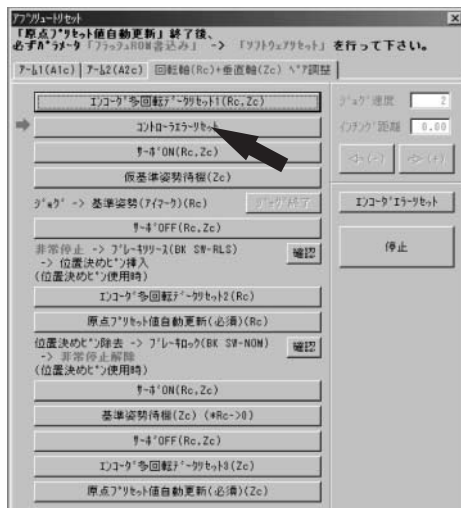 アブソリュートリセット
「原点プリセット値自動更新」終了後、
必ずパラメータ「フラッシュROM書込み」 -> 「ソフトウェアリセット」を行って下さい。
アーム1(A1c) アーム2(A2c) 回転軸(Rc)+垂直軸(Zc) ペア調整
エンコーダ多回転データリセット1(Rc,Zc)
コントローラエラーリセット
サーボON(Rc,Zc)
仮基準姿勢待機(Zc)
ジョグ -> 基準姿勢(アイマーク)(Rc) ジョグ終了
サーボOFF(Rc,Zc)
非常停止 -> ブレーキリリース(BK SW-RLS)
-> 位置決めピン挿入
(位置決めピン使用時)
確認
エンコーダ多回転データリセット2(Rc)
原点プリセット値自動更新(必須)(Rc)
位置決めピン除去 -> ブレーキロック(BK SW-NOM)
-> 非常停止解除
(位置決めピン使用時)
確認
サーボON(Rc,Zc)
基準姿勢待機(Zc) (*Rc->0)
サーボOFF(Rc,Zc)
エンコーダ多回転データリセット3(Zc)
原点プリセット値自動更新(必須)(Zc)
ジョグ速度 2
インチング距離 0.00
<-(-) ->(+)
エンコーダエラーリセット
停止